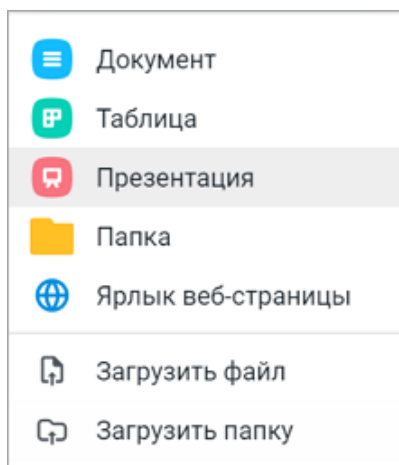 Документ
Таблица
Презентация
Папка
Ярлык веб-страницы
Загрузить файл
Загрузить папку